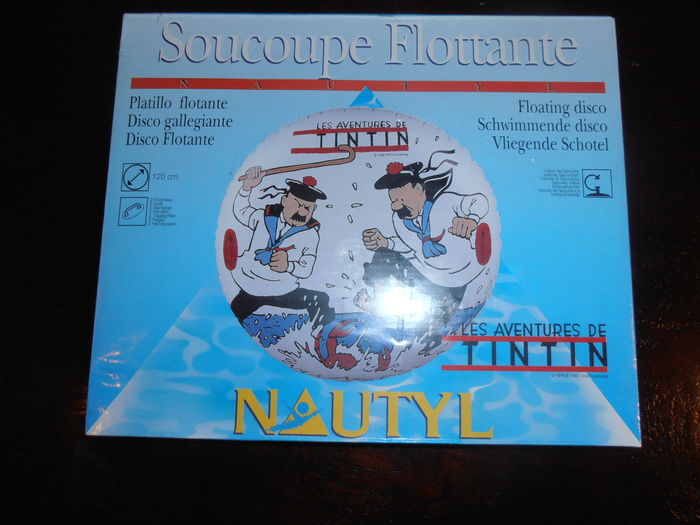 Soucoupe Flottante
NAUTYL
Platillo flotante
Disco gallegiante
Disco Flotante
Floating disco
Schwimmende disco
Vliegende Schotel
120 cm
LES AVENTURES DE
TINTIN
LES AVENTURES DE
TINTIN
NAUTYL